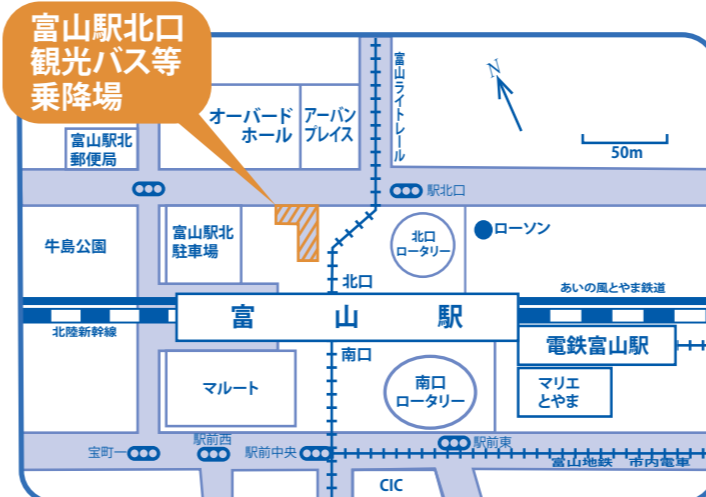 富山駅北口
観光バス等
乗降場
オーバード
ホール
アーバン
プレイス
富山ライトレール
N
50m
富山駅北
郵便局
駅北口
牛島公園
富山駅北
駐車場
北口
ロータリー
ローソン
北口
あいの風とやま鉄道
富山駅
北陸新幹線
電鉄富山駅
南口
マルート
南口
ロータリー
マリエ
とやま
宝町一
駅前西
駅前中央
駅前東
富山地鉄 市内電車
CIC